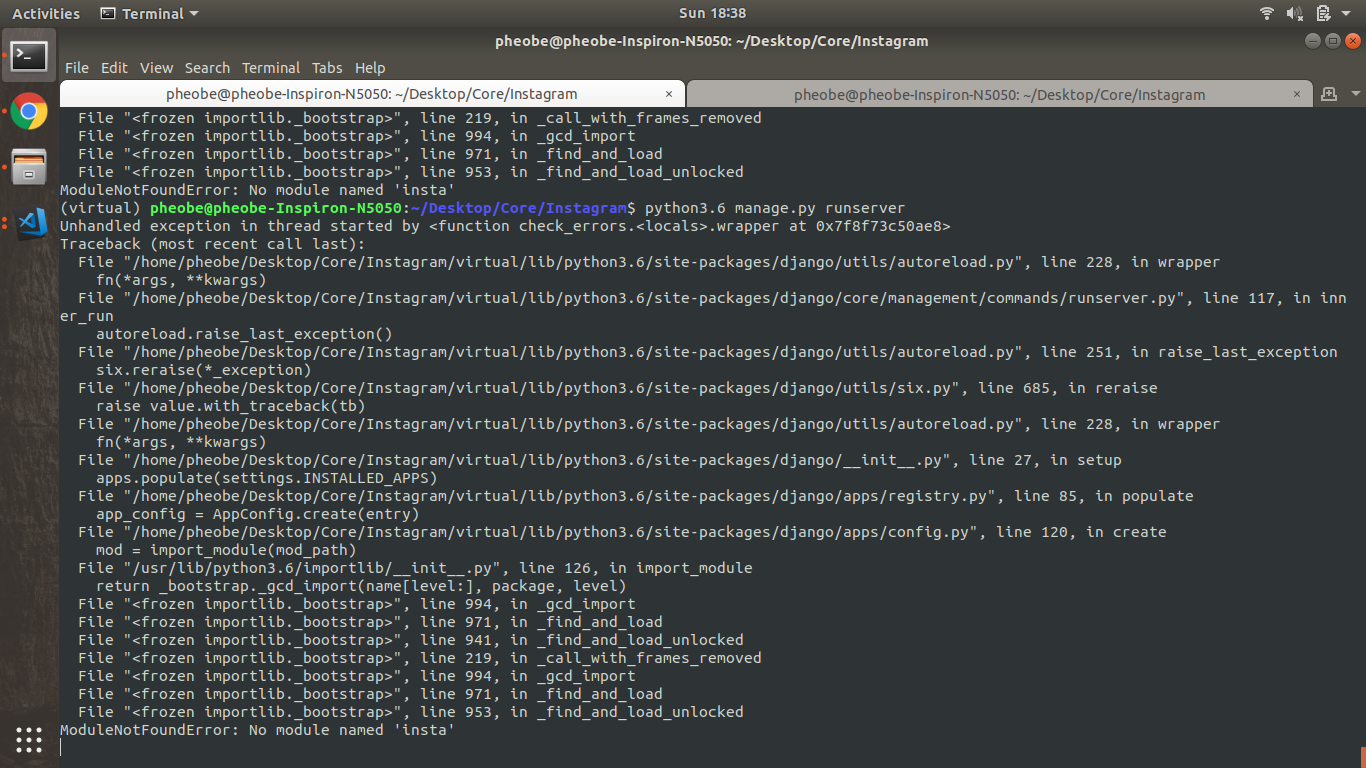 Activities Terminal Sun 18:38
pheobe@pheobe-Inspiron-N5050: ~/Desktop/Core/Instagram
File Edit View Search Terminal Tabs Help
pheobe@pheobe-Inspiron-N5050: ~/Desktop/Core/Instagram × pheobe@pheobe-Inspiron-N5050: ~/Desktop/Core/Instagram ×
  File "<frozen importlib._bootstrap>", line 219, in _call_with_frames_removed
  File "<frozen importlib._bootstrap>", line 994, in _gcd_import
  File "<frozen importlib._bootstrap>", line 971, in _find_and_load
  File "<frozen importlib._bootstrap>", line 953, in _find_and_load_unlocked
ModuleNotFoundError: No module named 'insta'
(virtual) pheobe@pheobe-Inspiron-N5050:~/Desktop/Core/Instagram$ python3.6 manage.py runserver
Unhandled exception in thread started by <function check_errors.<locals>.wrapper at 0x7f8f73c50ae8>
Traceback (most recent call last):
  File "/home/pheobe/Desktop/Core/Instagram/virtual/lib/python3.6/site-packages/django/utils/autoreload.py", line 228, in wrapper
    fn(*args, **kwargs)
  File "/home/pheobe/Desktop/Core/Instagram/virtual/lib/python3.6/site-packages/django/core/management/commands/runserver.py", line 117, in inn
er_run
    autoreload.raise_last_exception()
  File "/home/pheobe/Desktop/Core/Instagram/virtual/lib/python3.6/site-packages/django/utils/autoreload.py", line 251, in raise_last_exception
    six.reraise(*_exception)
  File "/home/pheobe/Desktop/Core/Instagram/virtual/lib/python3.6/site-packages/django/utils/six.py", line 685, in reraise
    raise value.with_traceback(tb)
  File "/home/pheobe/Desktop/Core/Instagram/virtual/lib/python3.6/site-packages/django/utils/autoreload.py", line 228, in wrapper
    fn(*args, **kwargs)
  File "/home/pheobe/Desktop/Core/Instagram/virtual/lib/python3.6/site-packages/django/__init__.py", line 27, in setup
    apps.populate(settings.INSTALLED_APPS)
  File "/home/pheobe/Desktop/Core/Instagram/virtual/lib/python3.6/site-packages/django/apps/registry.py", line 85, in populate
    app_config = AppConfig.create(entry)
  File "/home/pheobe/Desktop/Core/Instagram/virtual/lib/python3.6/site-packages/django/apps/config.py", line 120, in create
    mod = import_module(mod_path)
  File "/usr/lib/python3.6/importlib/__init__.py", line 126, in import_module
    return _bootstrap._gcd_import(name[level:], package, level)
  File "<frozen importlib._bootstrap>", line 994, in _gcd_import
  File "<frozen importlib._bootstrap>", line 971, in _find_and_load
  File "<frozen importlib._bootstrap>", line 941, in _find_and_load_unlocked
  File "<frozen importlib._bootstrap>", line 219, in _call_with_frames_removed
  File "<frozen importlib._bootstrap>", line 994, in _gcd_import
  File "<frozen importlib._bootstrap>", line 971, in _find_and_load
  File "<frozen importlib._bootstrap>", line 953, in _find_and_load_unlocked
ModuleNotFoundError: No module named 'insta'